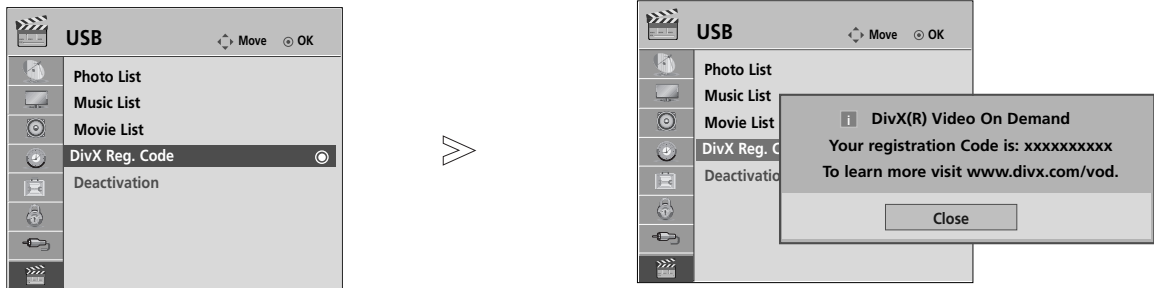 USB
Move
OK
Photo List
Music List
Movie List
DivX Reg. Code
Deactivation
USB
Move
OK
Photo List
Music List
Movie List
DivX Reg. C
Deactivatio
i DivX(R) Video On Demand
Your registration Code is: xxxxxxxxxx
To learn more visit www.divx.com/vod.
Close